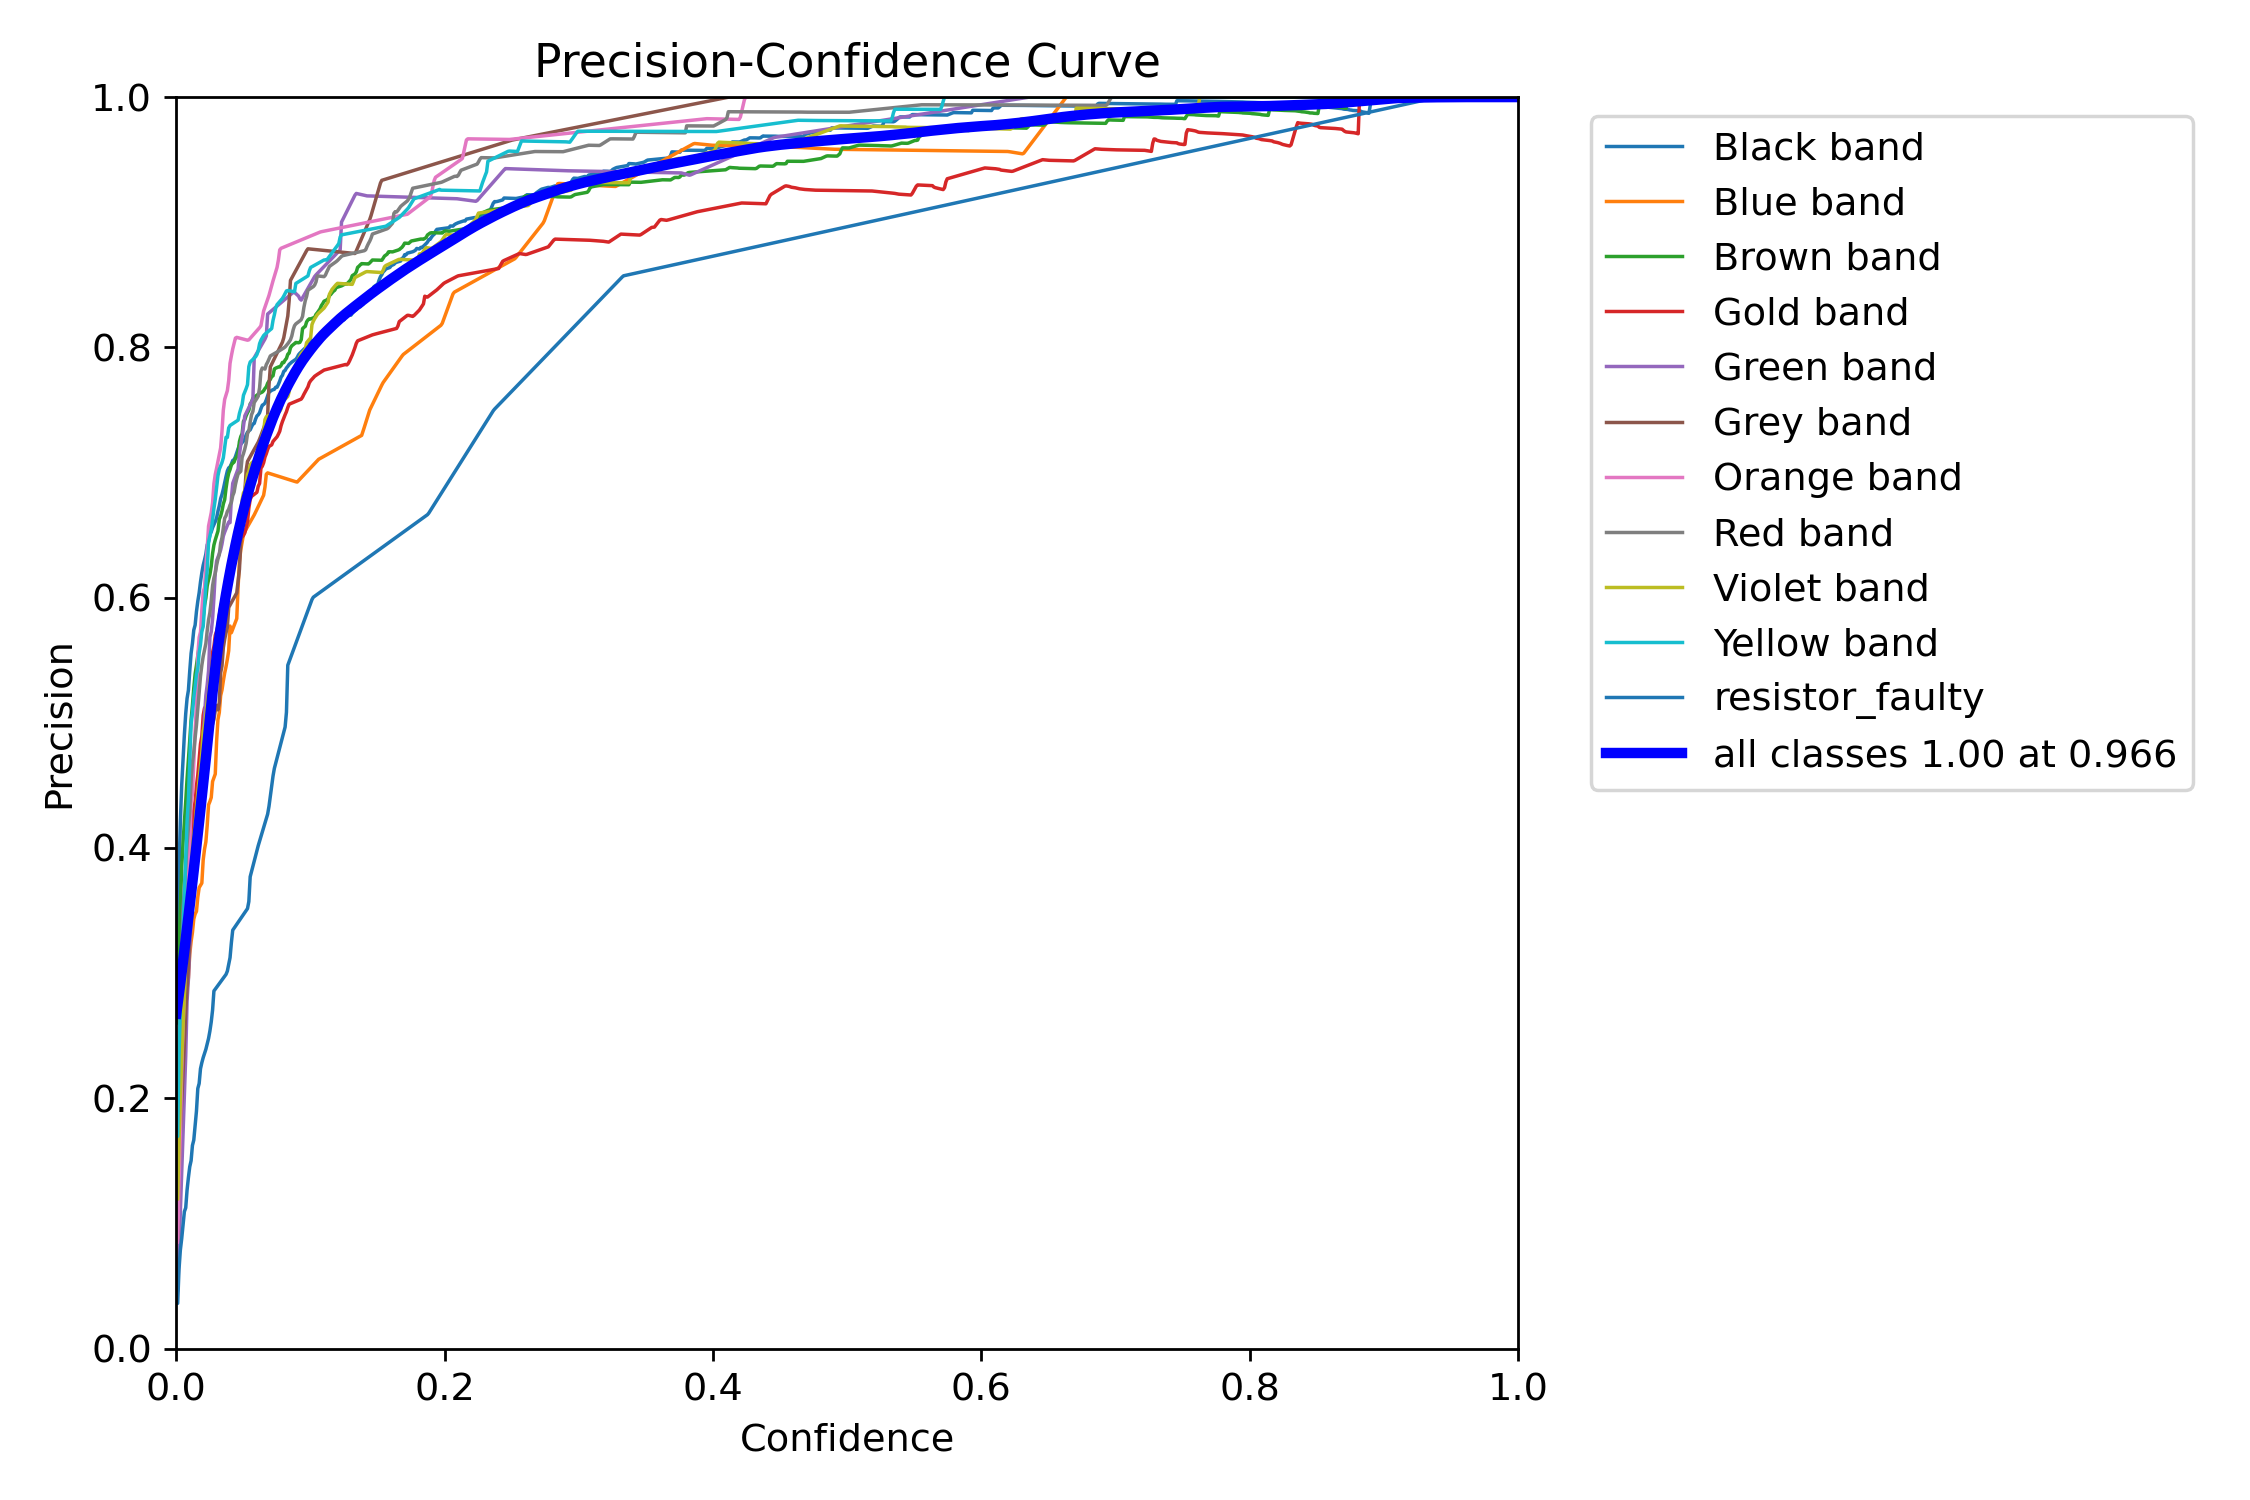 Precision-Confidence Curve
1.0
0.8
0.6
0.4
0.2
0.0
Precision
0.0 0.2 0.4 0.6 0.8 1.0
Confidence
Black band
Blue band
Brown band
Gold band
Green band
Grey band
Orange band
Red band
Violet band
Yellow band
resistor_faulty
all classes 1.00 at 0.966